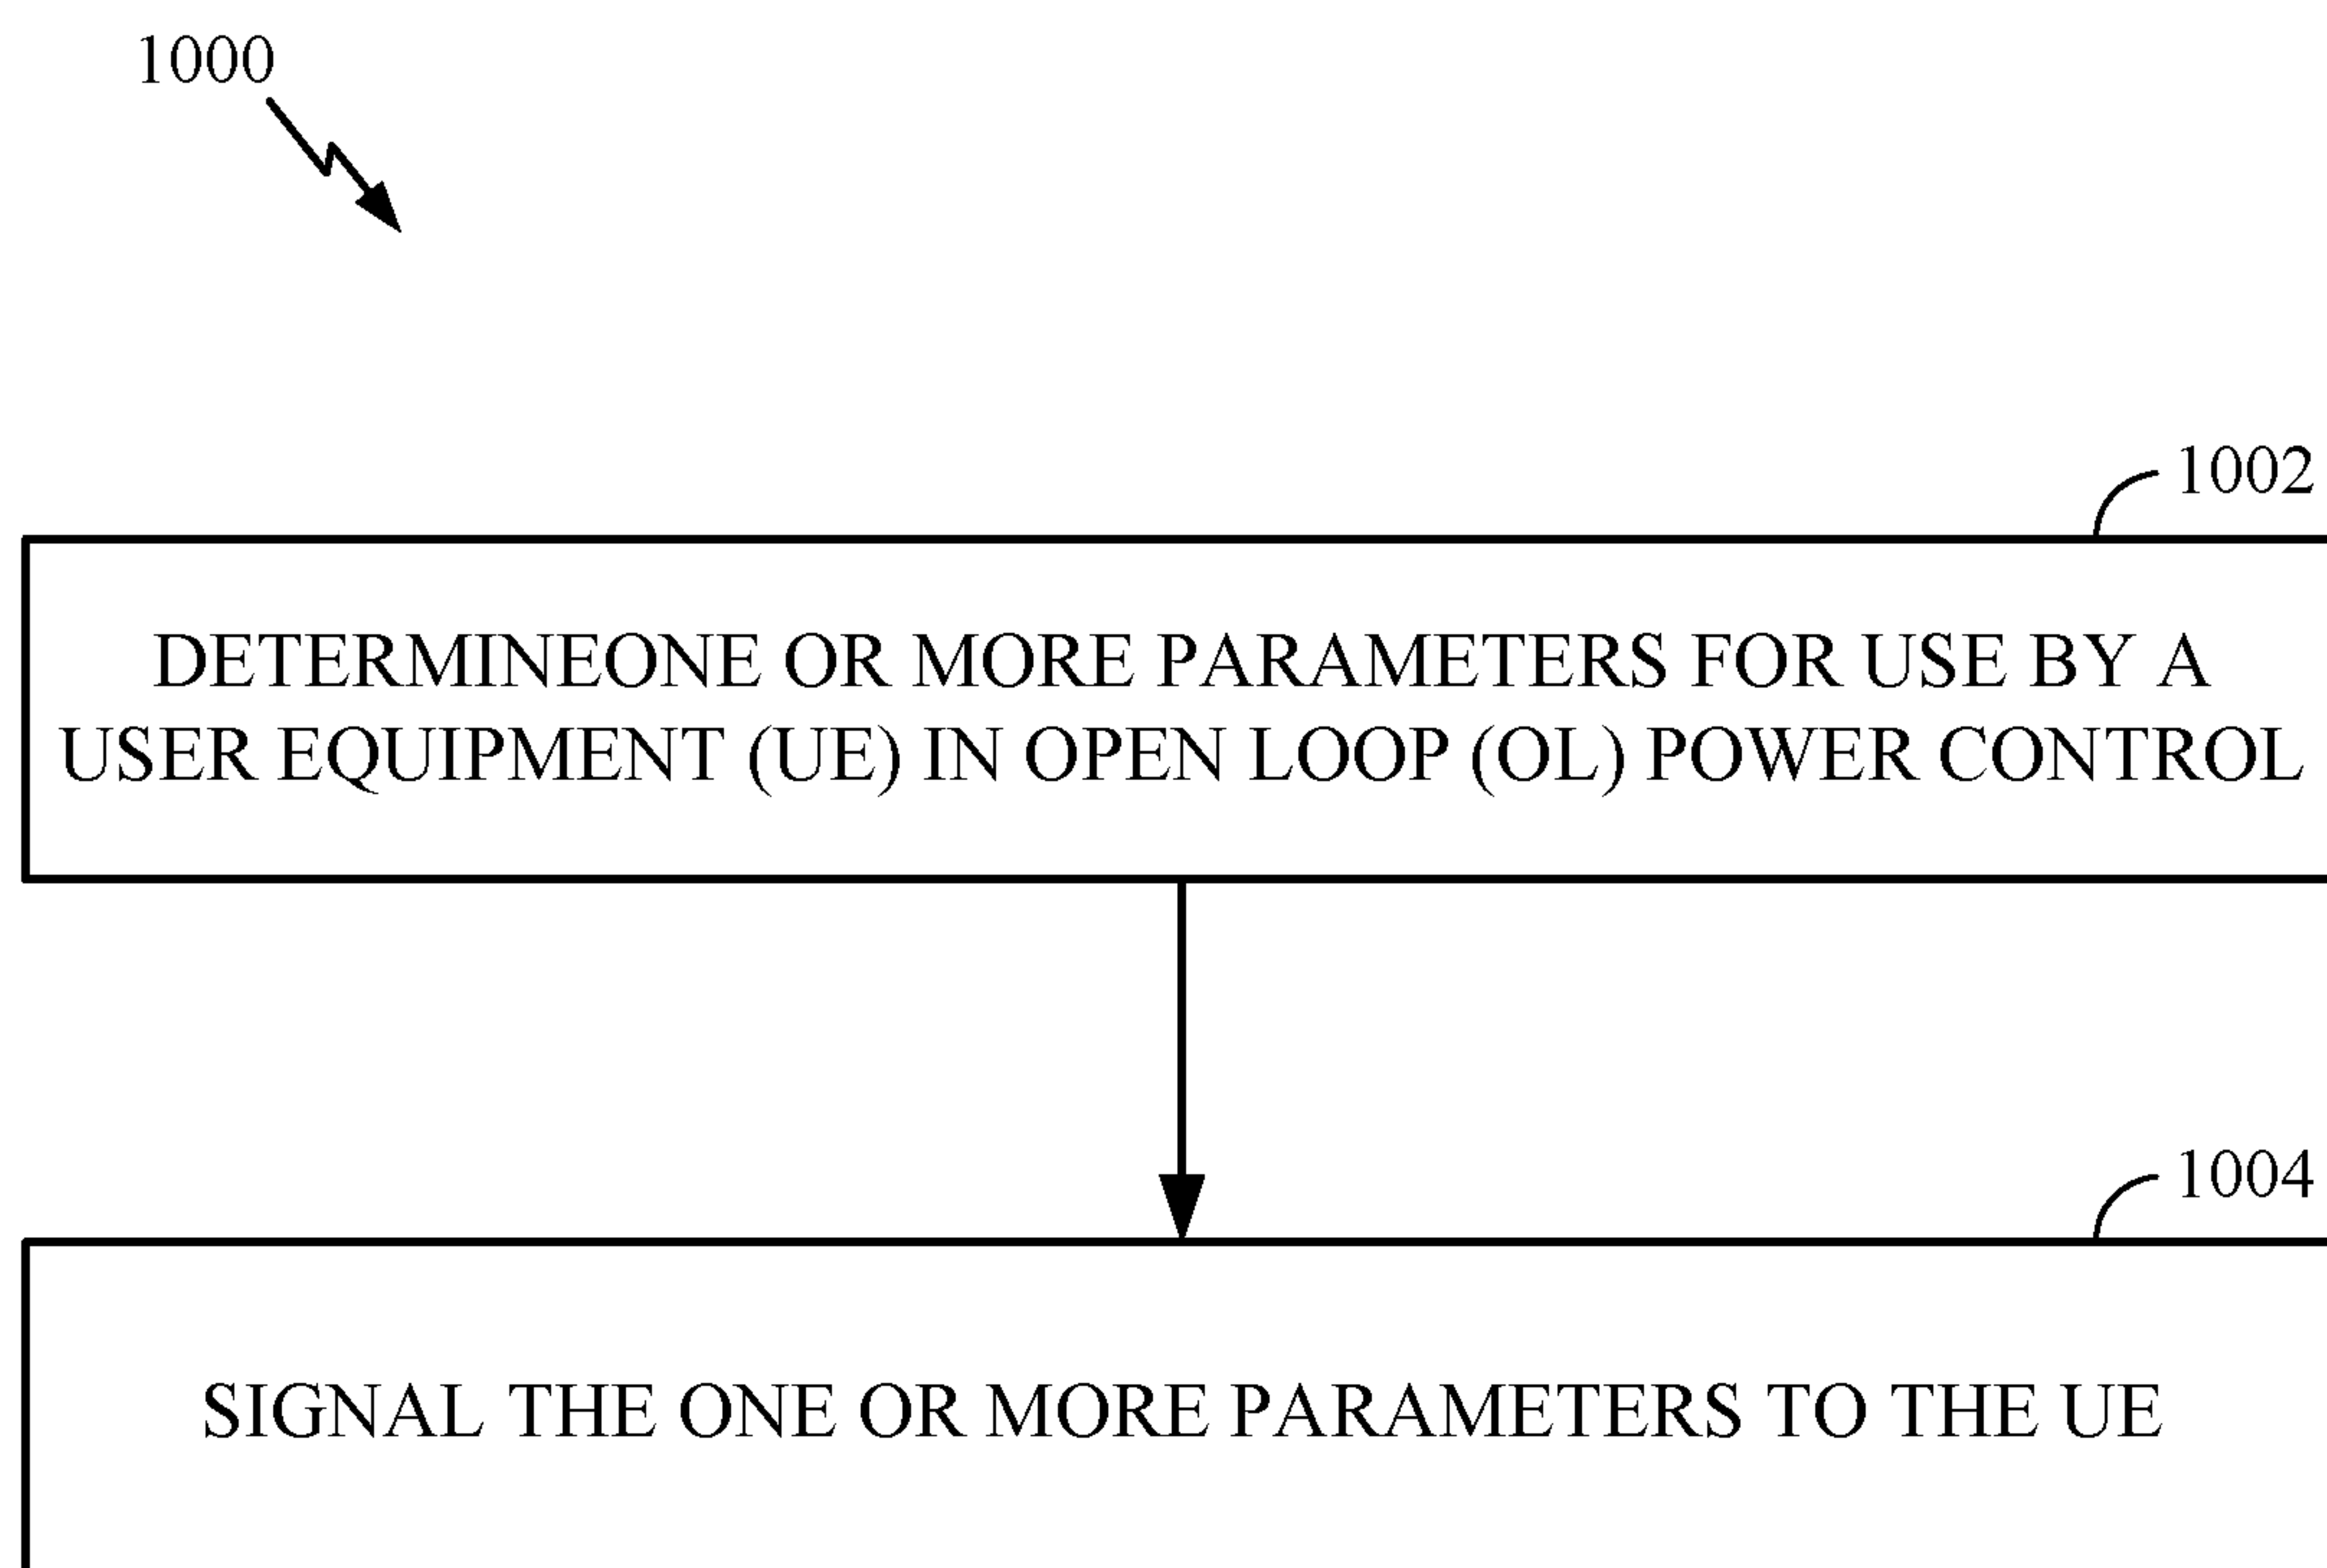 1000
1002
DETERMINEONE OR MORE PARAMETERS FOR USE BY A
USER EQUIPMENT (UE) IN OPEN LOOP (OL) POWER CONTROL
1004
SIGNAL THE ONE OR MORE PARAMETERS TO THE UE